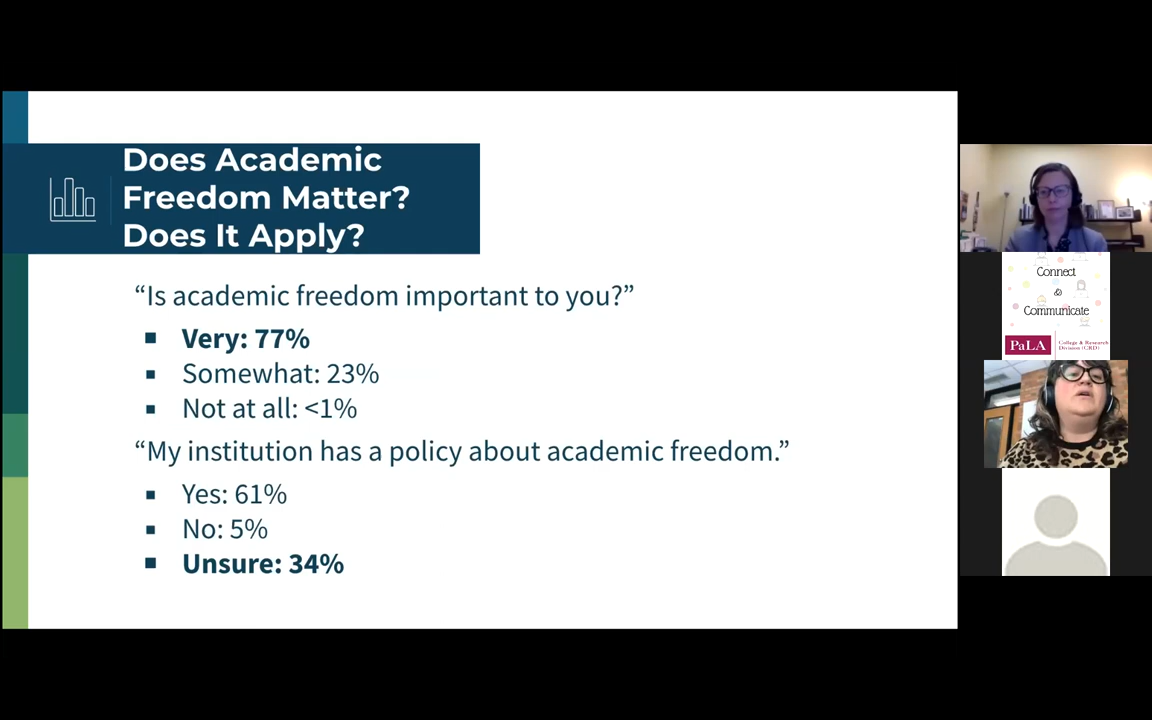 Does Academic
Freedom Matter?
Does It Apply?
“Is academic freedom important to you?”
Very: 77%
Somewhat: 23%
Not at all: <1%
“My institution has a policy about academic freedom.”
Yes: 61%
No: 5%
Unsure: 34%
Connect
&
Communicate
PaLA
College & Research
Division (CRD)